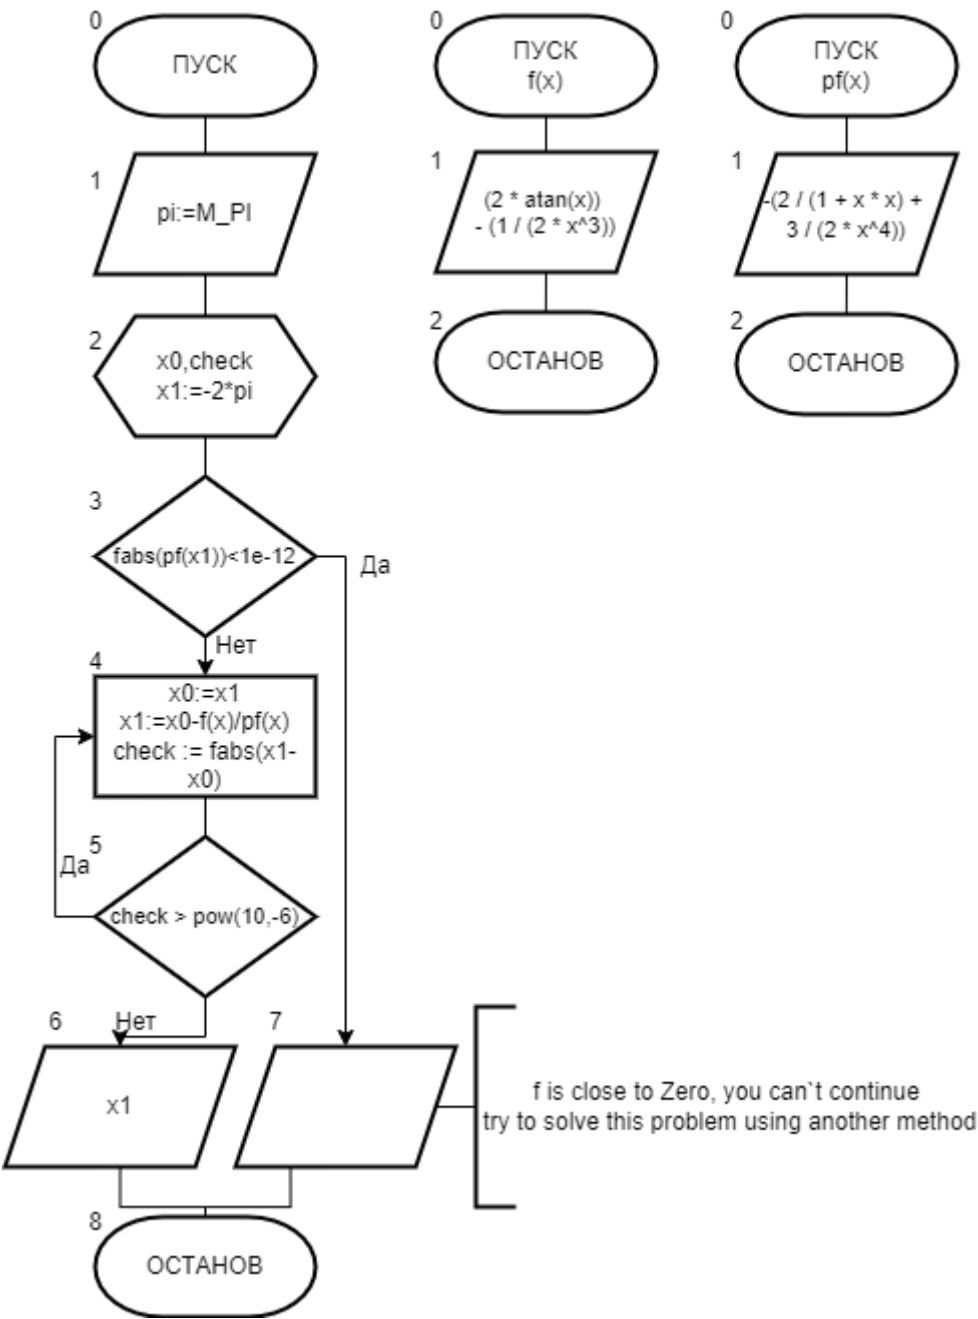 0
ПУСК
1
pi:=M_PI
2
x0,check
x1:=-2*pi
3
fabs(pf(x1))<1e-12
Да
Нет
4
x0:=x1
x1:=x0-f(x)/pf(x)
check := fabs(x1-
x0)
5
Да
check > pow(10,-6)
Нет
6
x1
7
f is close to Zero, you can`t continue
try to solve this problem using another method
8
ОСТАНОВ
0
ПУСК
f(x)
1
(2 * atan(x))
- (1 / (2 * x^3))
2
ОСТАНОВ
0
ПУСК
pf(x)
1
-(2 / (1 + x * x) +
3 / (2 * x^4))
2
ОСТАНОВ